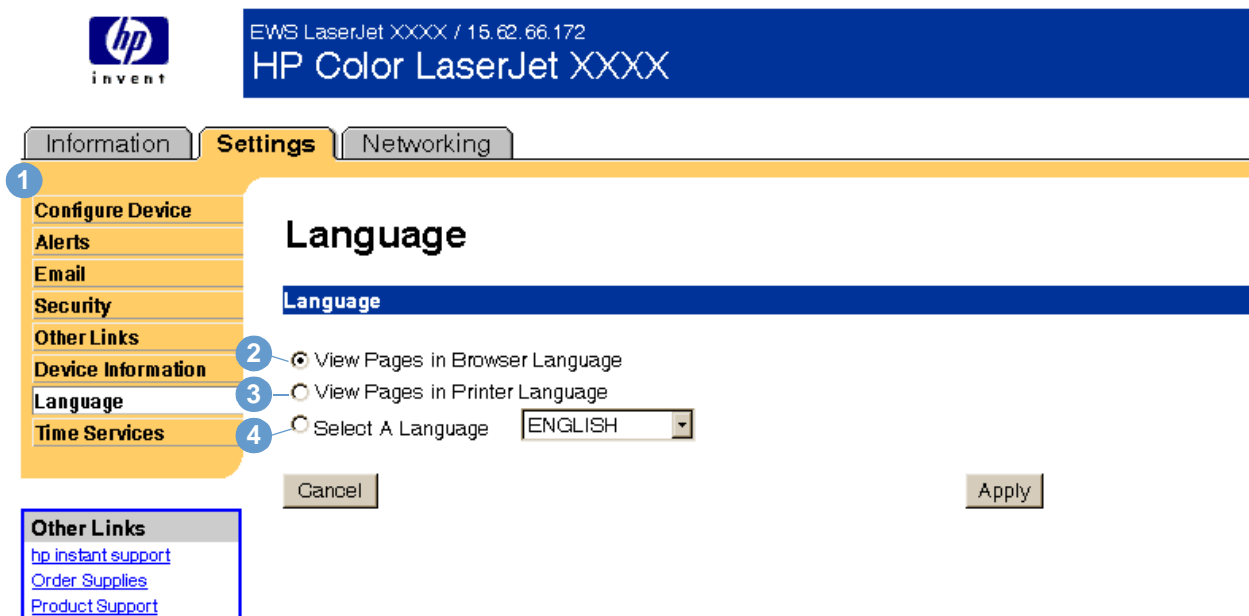 hp
invent
EWS LaserJet XXXX / 15.62.66.172
HP Color LaserJet XXXX
Information Settings Networking
1
Configure Device
Alerts
Email
Security
Other Links
Device Information
Language
Time Services
Language
Language
2 View Pages in Browser Language
3 View Pages in Printer Language
4 Select A Language ENGLISH
Cancel Apply
Other Links
hp instant support
Order Supplies
Product Support